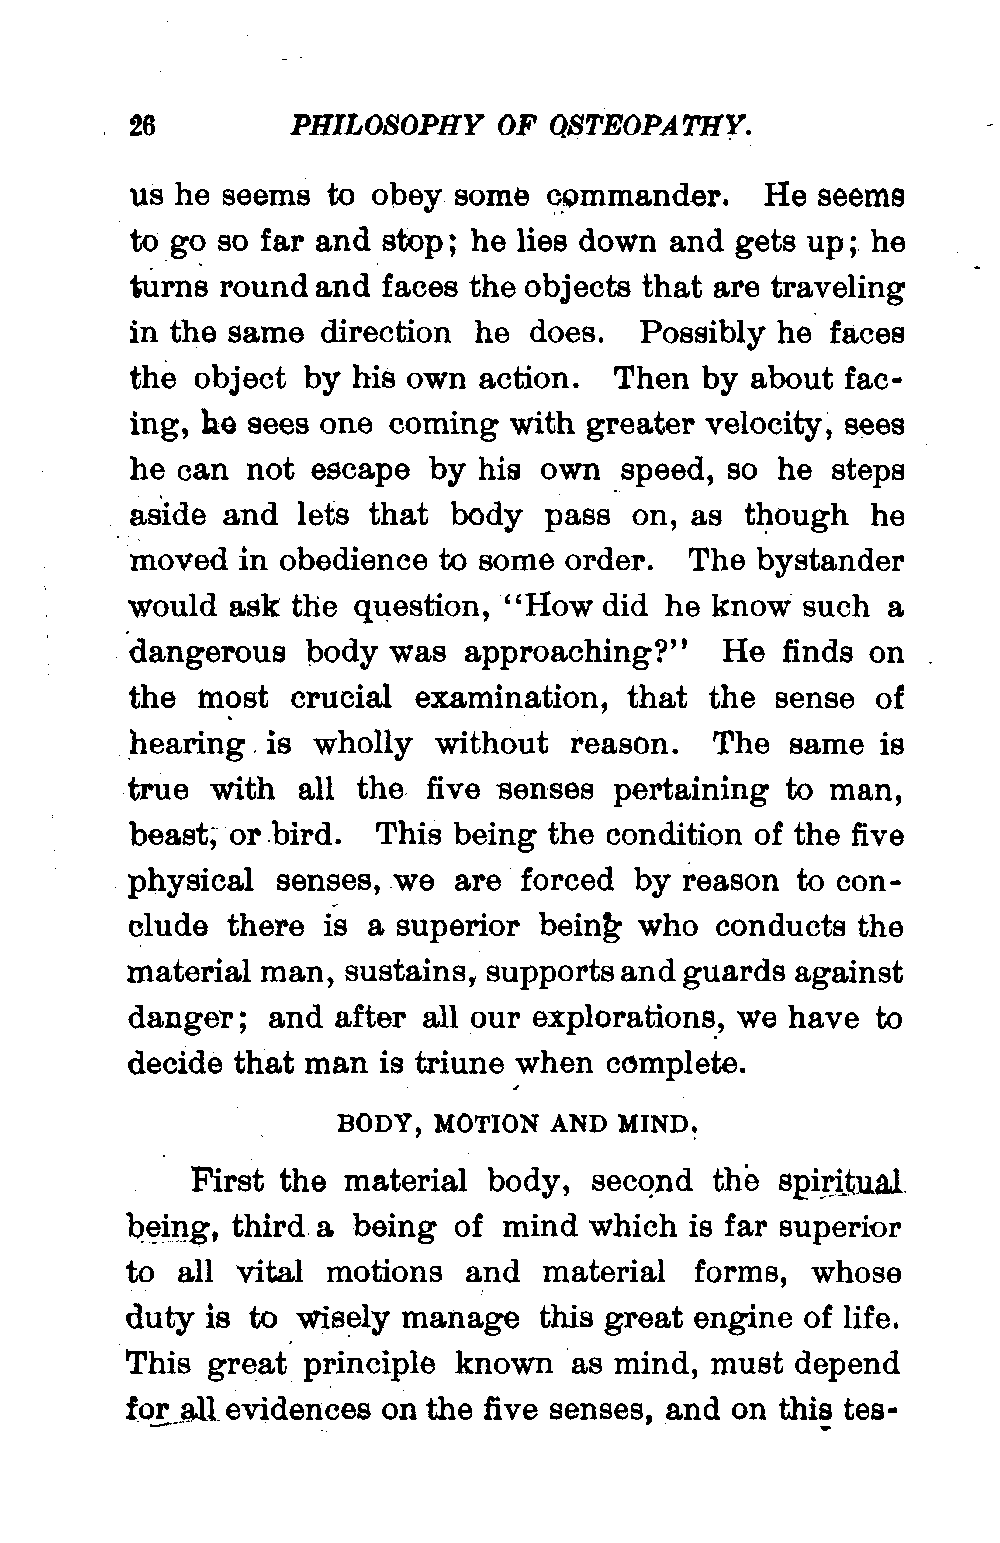 26 PHILOSOPHY OF OSTEOPATHY.
us he seems to obey some commander. He seems
to go so far and stop; he lies down and gets up; he
turns round and faces the objects that are traveling
in the same direction he does. Possibly he faces
the object by his own action. Then by about fac-
ing, he sees one coming with greater velocity, sees
he can not escape by his own speed, so he steps
aside and lets that body pass on, as though he
moved in obedience to some order. The bystander
would ask the question, "How did he know such a
dangerous body was approaching?" He finds on
the most crucial examination, that the sense of
hearing is wholly without reason. The same is
true with all the five senses pertaining to man,
beast, or bird. This being the condition of the five
physical senses, we are forced by reason to con-
clude there is a superior being who conducts the
material man, sustains, supports and guards against
danger; and after all our explorations, we have to
decide that man is triune when complete.
BODY, MOTION AND MIND.
First the material body, second the spiritual
being, third a being of mind which is far superior
to all vital motions and material forms, whose
duty is to wisely manage this great engine of life.
This great principle known as mind, must depend
for all evidences on the five senses, and on this tes-